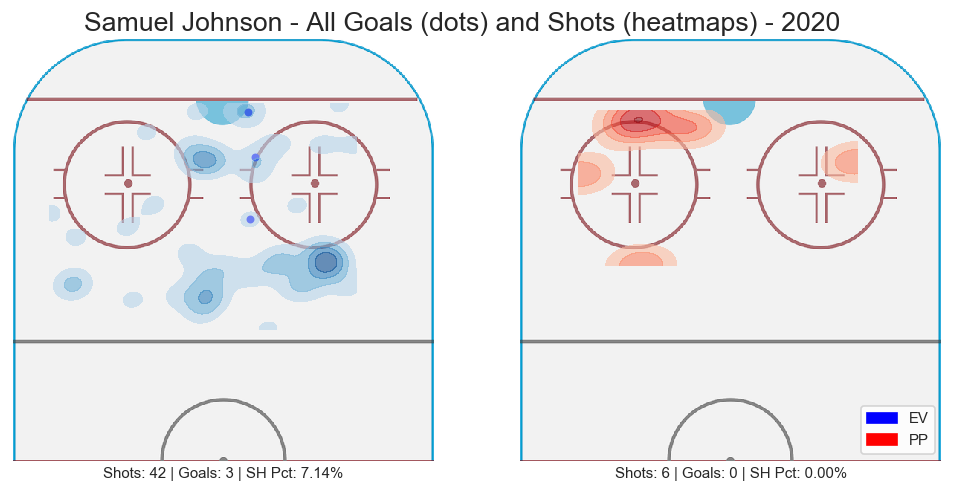 Samuel Johnson - All Goals (dots) and Shots (heatmaps) - 2020
EV
PP
Shots: 42 | Goals: 3 | SH Pct: 7.14%
Shots: 6 | Goals: 0 | SH Pct: 0.00%